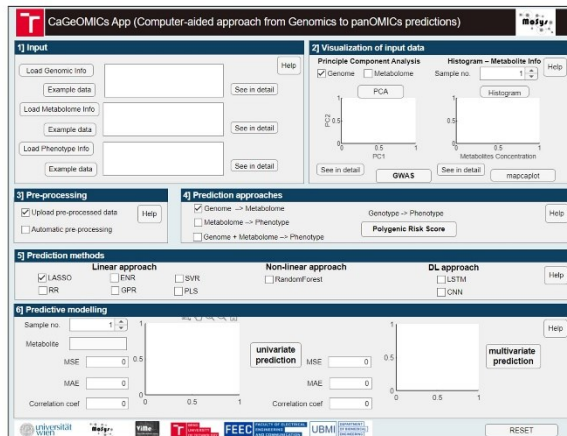 CaGeOMICs App (Computer-aided approach from Genomics to panOMICs predictions)
MoSys
1] Input
Help
Load Genomic Info
Example data
See in detail
Load Metabolome Info
Example data
See in detail
Load Phenotype Info
Example data
See in detail
2] Visualization of input data
Principle Component Analysis
Histogram – Metabolite Info
Help
Genome
Metabolome
Sample no.
1
PCA
Histogram
1
0.5
0
0
0.5
1
PC2
PC1
1
0.5
0
0
0.5
1
Metabolites Concentration
See in detail
GWAS
See in detail
mapcaplot
3] Pre-processing
Upload pre-processed data
Help
Automatic pre-processing
4] Prediction approaches
Genome --> Metabolome
Metabolome --> Phenotype
Genome + Metabolome --> Phenotype
Genotype --> Phenotype
Polygenic Risk Score
Help
5] Prediction methods
Linear approach
Non-linear approach
DL approach
Help
LASSO
ENR
SVR
RandomForest
LSTM
RR
GPR
PLS
CNN
6] Predictive modelling
Sample no.
1
Metabolite
MSE
0
MAE
0
Correlation coef
0
1
0.5
0
0
0.5
1
univariate
prediction
MSE
0
MAE
0
Correlation coef
0
1
0.5
0
0
0.5
1
multivariate
prediction
Help
universität
wien
MoSys
ViMe
FEEC
UBMI
RESET